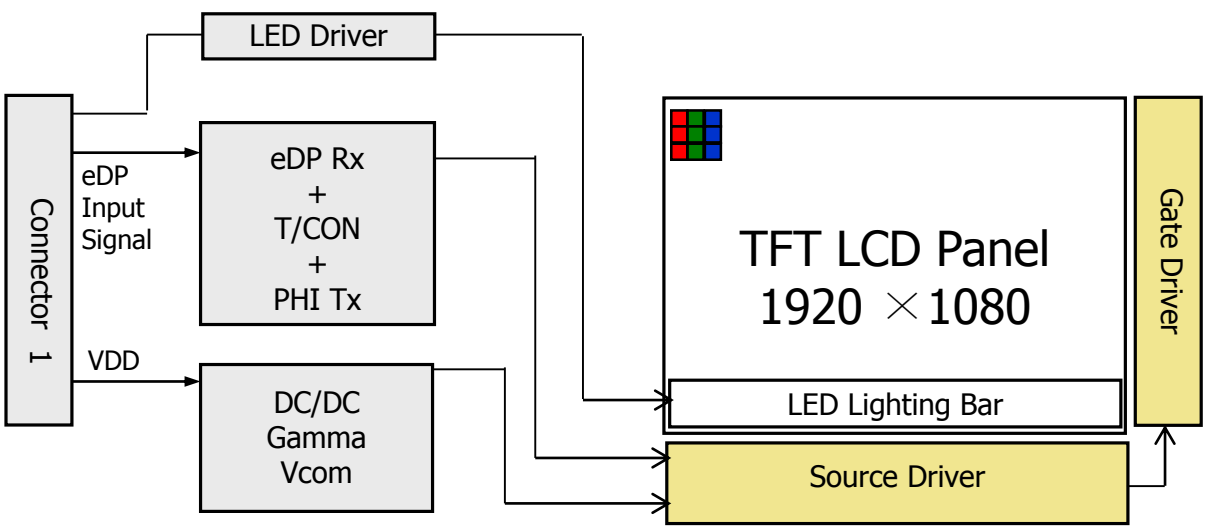 LED Driver
Connector 1
eDP
Input
Signal
eDP Rx
+
T/CON
+
PHI Tx
VDD
DC/DC
Gamma
Vcom
TFT LCD Panel
1920 ×1080
LED Lighting Bar
Source Driver
Gate Driver